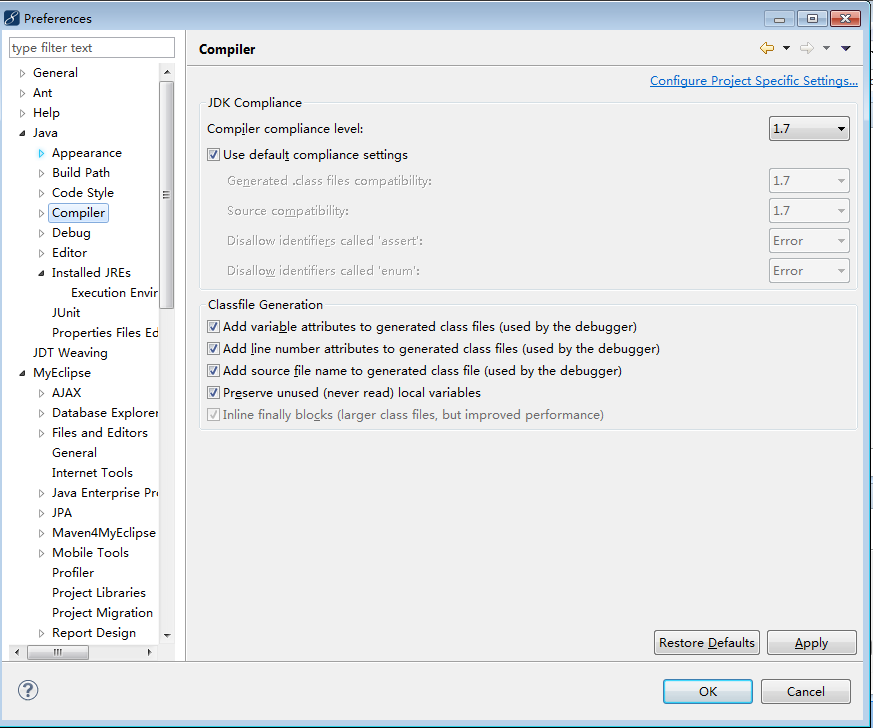 Preferences
type filter text
General
Ant
Help
Java
Appearance
Build Path
Code Style
Compiler
Debug
Editor
Installed JREs
Execution Envir
JUnit
Properties Files Ed
JDT Weaving
MyEclipse
AJAX
Database Explorer
Files and Editors
General
Internet Tools
Java Enterprise Pro
JPA
Maven4MyEclipse
Mobile Tools
Profiler
Project Libraries
Project Migration
Report Design
Compiler
Configure Project Specific Settings...
JDK Compliance
Compiler compliance level: 1.7
Use default compliance settings
Generated .class files compatibility: 1.7
Source compatibility: 1.7
Disallow identifiers called 'assert': Error
Disallow identifiers called 'enum': Error
Classfile Generation
Add variable attributes to generated class files (used by the debugger)
Add line number attributes to generated class files (used by the debugger)
Add source file name to generated class file (used by the debugger)
Preserve unused (never read) local variables
Inline finally blocks (larger class files, but improved performance)
Restore Defaults Apply
? OK Cancel